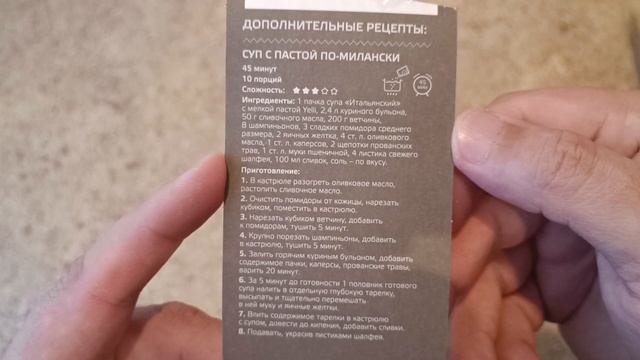 ДОПОЛНИТЕЛЬНЫЕ РЕЦЕПТЫ:
СУП С ПАСТОЙ ПО-МИЛАНСКИ
45 минут
10 порций
Сложность:
Ингредиенты: 1 пачка супа «Итальянский»
с мелкой пастой Yelli, 2,4 л куриного бульона,
50 г сливочного масла, 200 г ветчины,
8 шампиньонов, 3 сладких помидора среднего
размера, 2 яичных желтка, 4 ст. л. оливкового
масла, 1 ст. л. каперсов, 2 щепотки прованских
трав, 1 ст. л. муки пшеничной, 4 листика свежего
шалфея, 100 мл сливок, соль – по вкусу.
Приготовление:
1. В кастрюле разогреть оливковое масло,
растопить сливочное масло.
2. Очистить помидоры от кожицы, нарезать
кубиком, поместить в кастрюлю.
3. Нарезать кубиком ветчину, добавить
к помидорам, тушить 5 минут.
4. Крупно порезать шампиньоны, добавить
в кастрюлю, тушить 5 минут.
5. Залить горячим куриным бульоном, добавить
содержимое пачки, каперсы, прованские травы,
варить 20 минут.
6. За 5 минут до готовности 1 половник готового
супа налить в отдельную глубокую тарелку,
высыпать и тщательно перемешать
в ней муку и яичные желтки.
7. Влить содержимое тарелки в кастрюлю
с супом, довести до кипения, добавить сливки.
8. Подавать, украсив листиками шалфея.